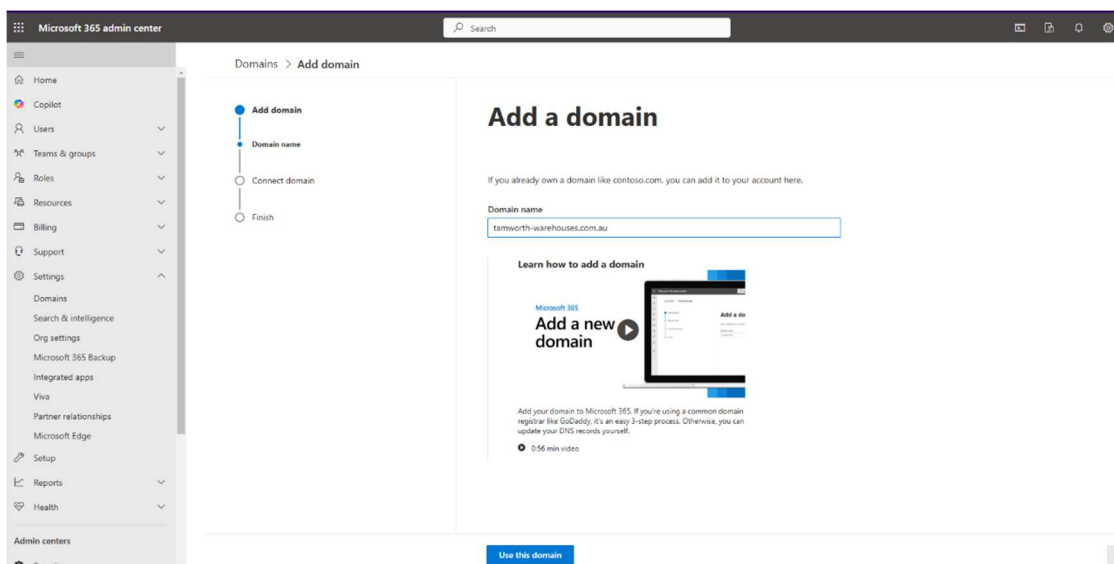 Microsoft 365 admin center
Search
Home
Copilot
Users
Teams & groups
Roles
Resources
Billing
Support
Settings
Domains
Search & intelligence
Org settings
Microsoft 365 Backup
Integrated apps
Viva
Partner relationships
Microsoft Edge
Setup
Reports
Health
Admin centers
Domains > Add domain
Add domain
Domain name
Connect domain
Finish
Add a domain
If you already own a domain like contoso.com, you can add it to your account here.
Domain name
tamworth-warehouses.com.au
Learn how to add a domain
Microsoft 365
Add a new
domain
Add a do
Add your domain to Microsoft 365. If you're using a common domain
registrar like GoDaddy, it's an easy 3-step process. Otherwise, you can
update your DNS records yourself.
0:56 min video
Use this domain